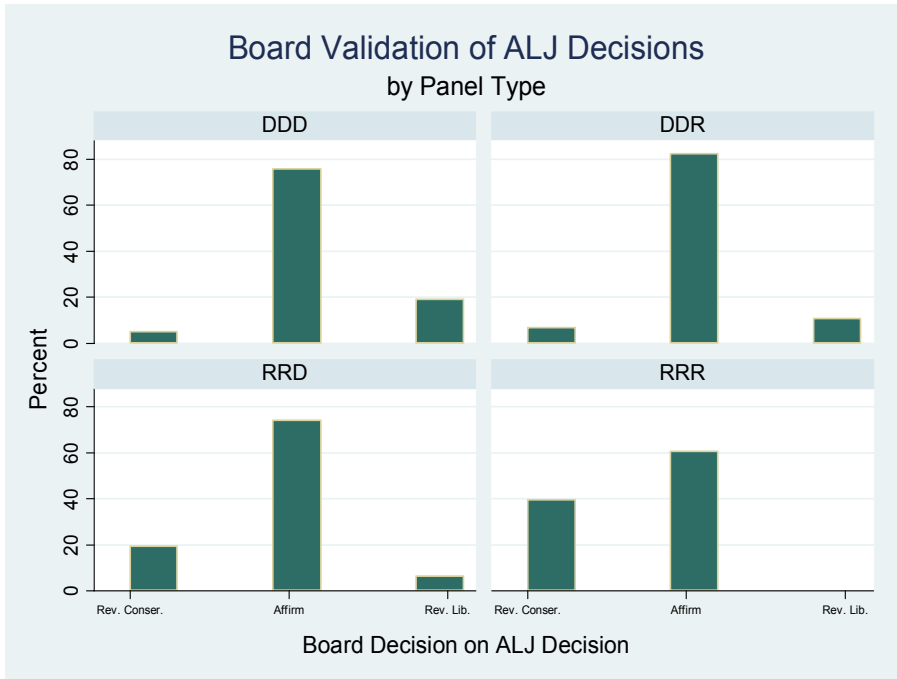 Board Validation of ALJ Decisions
by Panel Type
DDD
DDR
80
60
40
20
0
RRD
RRR
80
60
40
20
0
Percent
Rev. Conser.
Affirm
Rev. Lib.
Rev. Conser.
Affirm
Rev. Lib.
Board Decision on ALJ Decision